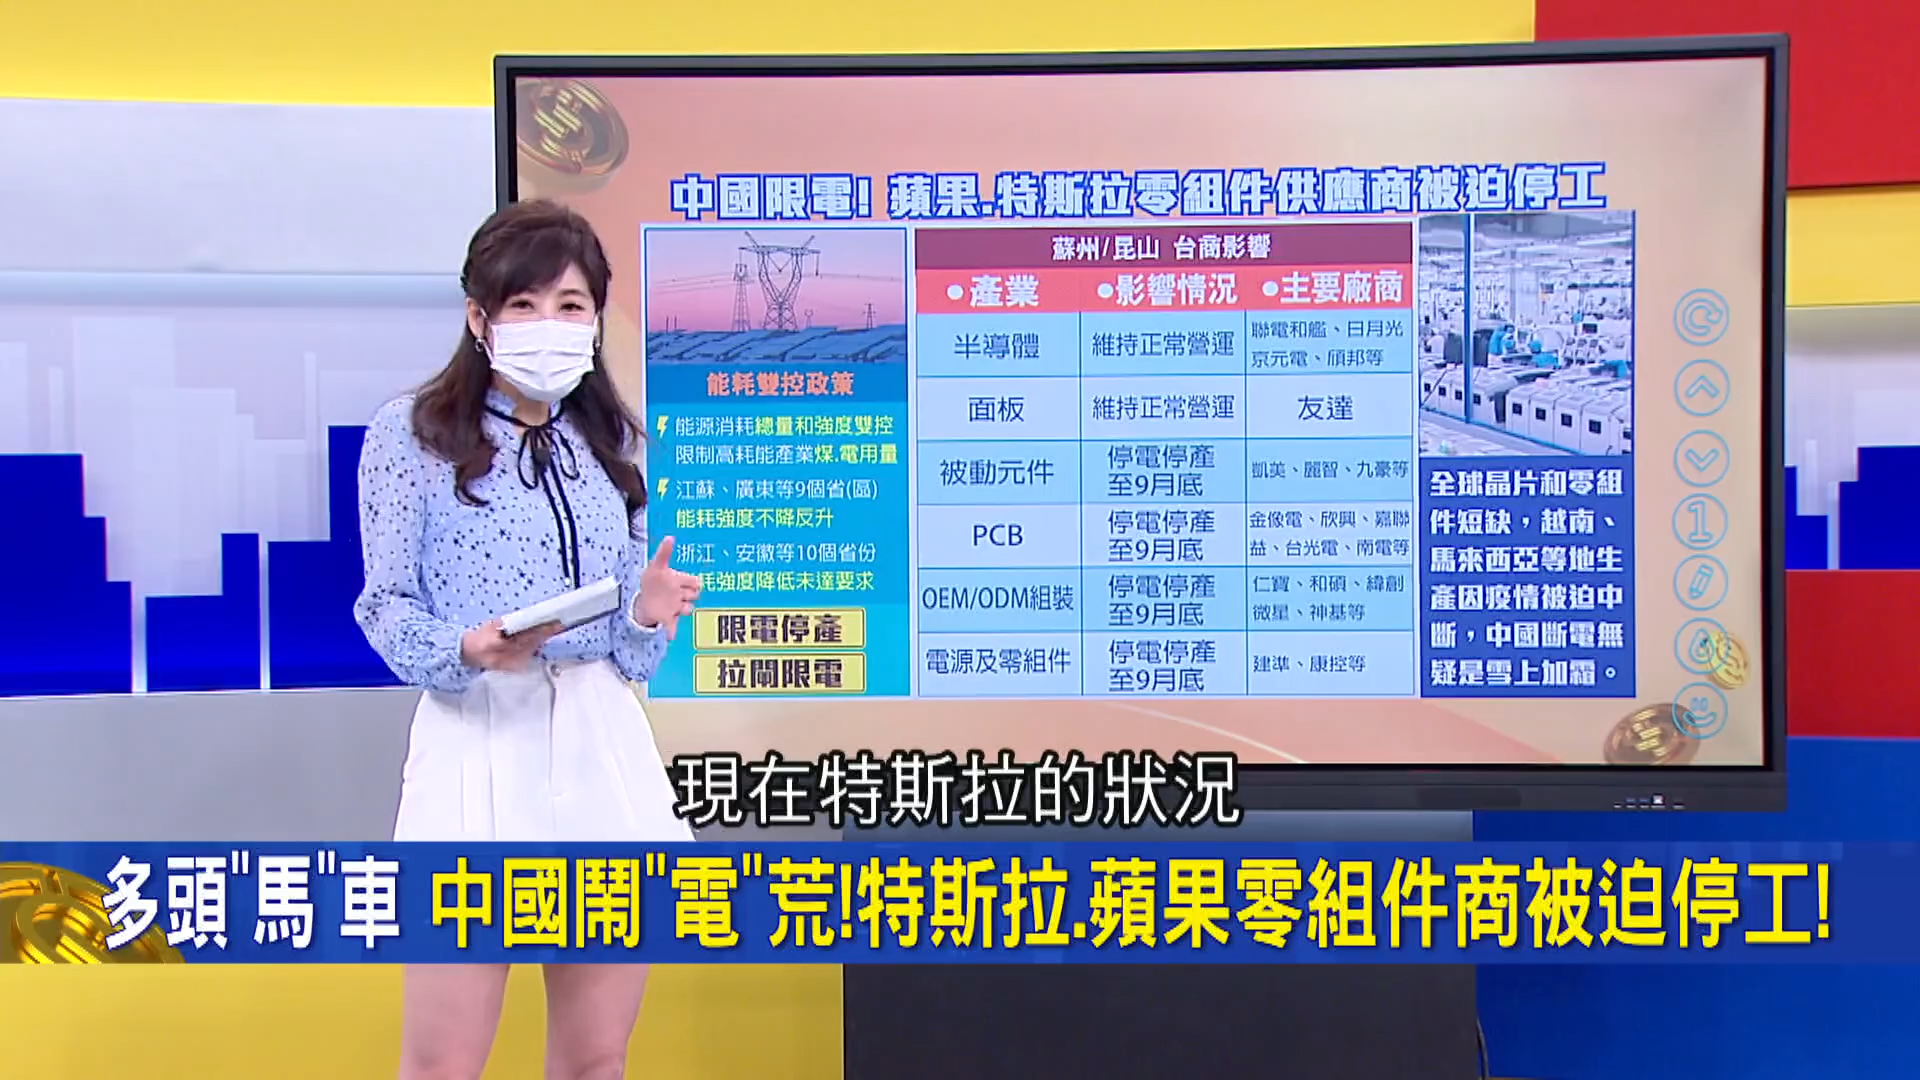 中國限電! 蘋果.特斯拉零組件供應商被迫停工
能耗雙控政策
能源消耗總量和強度雙控
限制高耗能產業煤.電用量
江蘇、廣東等9個省(區)
能耗強度不降反升
浙江、安徽等10個省份
耗強度降低未達要求
限電停產
拉閘限電
蘇州/昆山 台商影響
•產業 •影響情況 •主要廠商
半導體 維持正常營運 聯電和艦、日月光
京元電、頎邦等
面板 維持正常營運 友達
被動元件 停電停產
至9月底 凱美、麗智、九豪等
PCB 停電停產
至9月底 金像電、欣興、嘉聯
益、台光電、南電等
OEM/ODM組裝 停電停產
至9月底 仁寶、和碩、緯創
微星、神基等
電源及零組件 停電停產
至9月底 建準、康控等
全球晶片和零組
件短缺，越南、
馬來西亞等地生
產因疫情被迫中
斷，中國斷電無
疑是雪上加霜。
1
現在特斯拉的狀況
多頭"馬"車 中國鬧"電"荒!特斯拉.蘋果零組件商被迫停工!